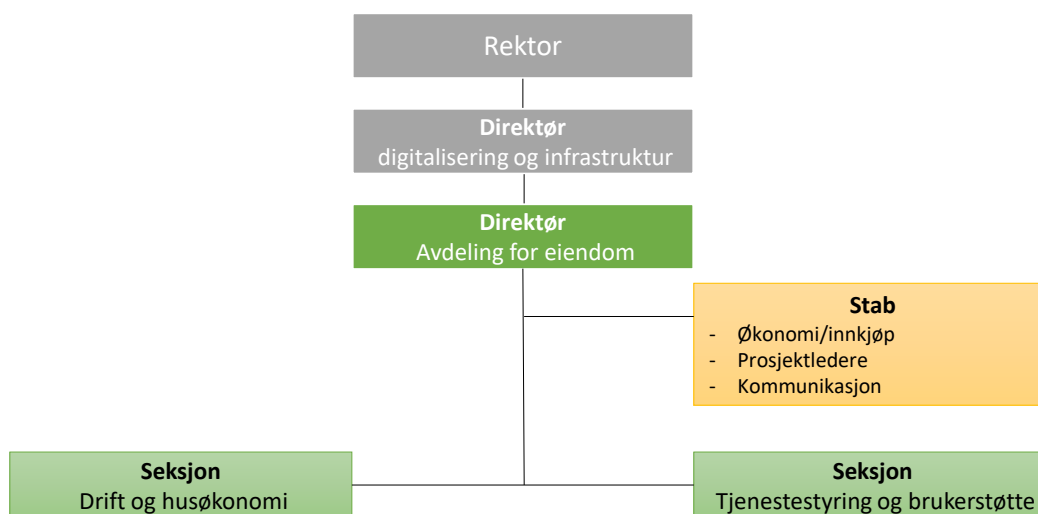 Rektor
Direktør
digitalisering og infrastruktur
Direktør
Avdeling for eiendom
Stab
- Økonomi/innkjøp
- Prosjektledere
- Kommunikasjon
Seksjon
Drift og husøkonomi
Seksjon
Tjenestestyring og brukerstøtte